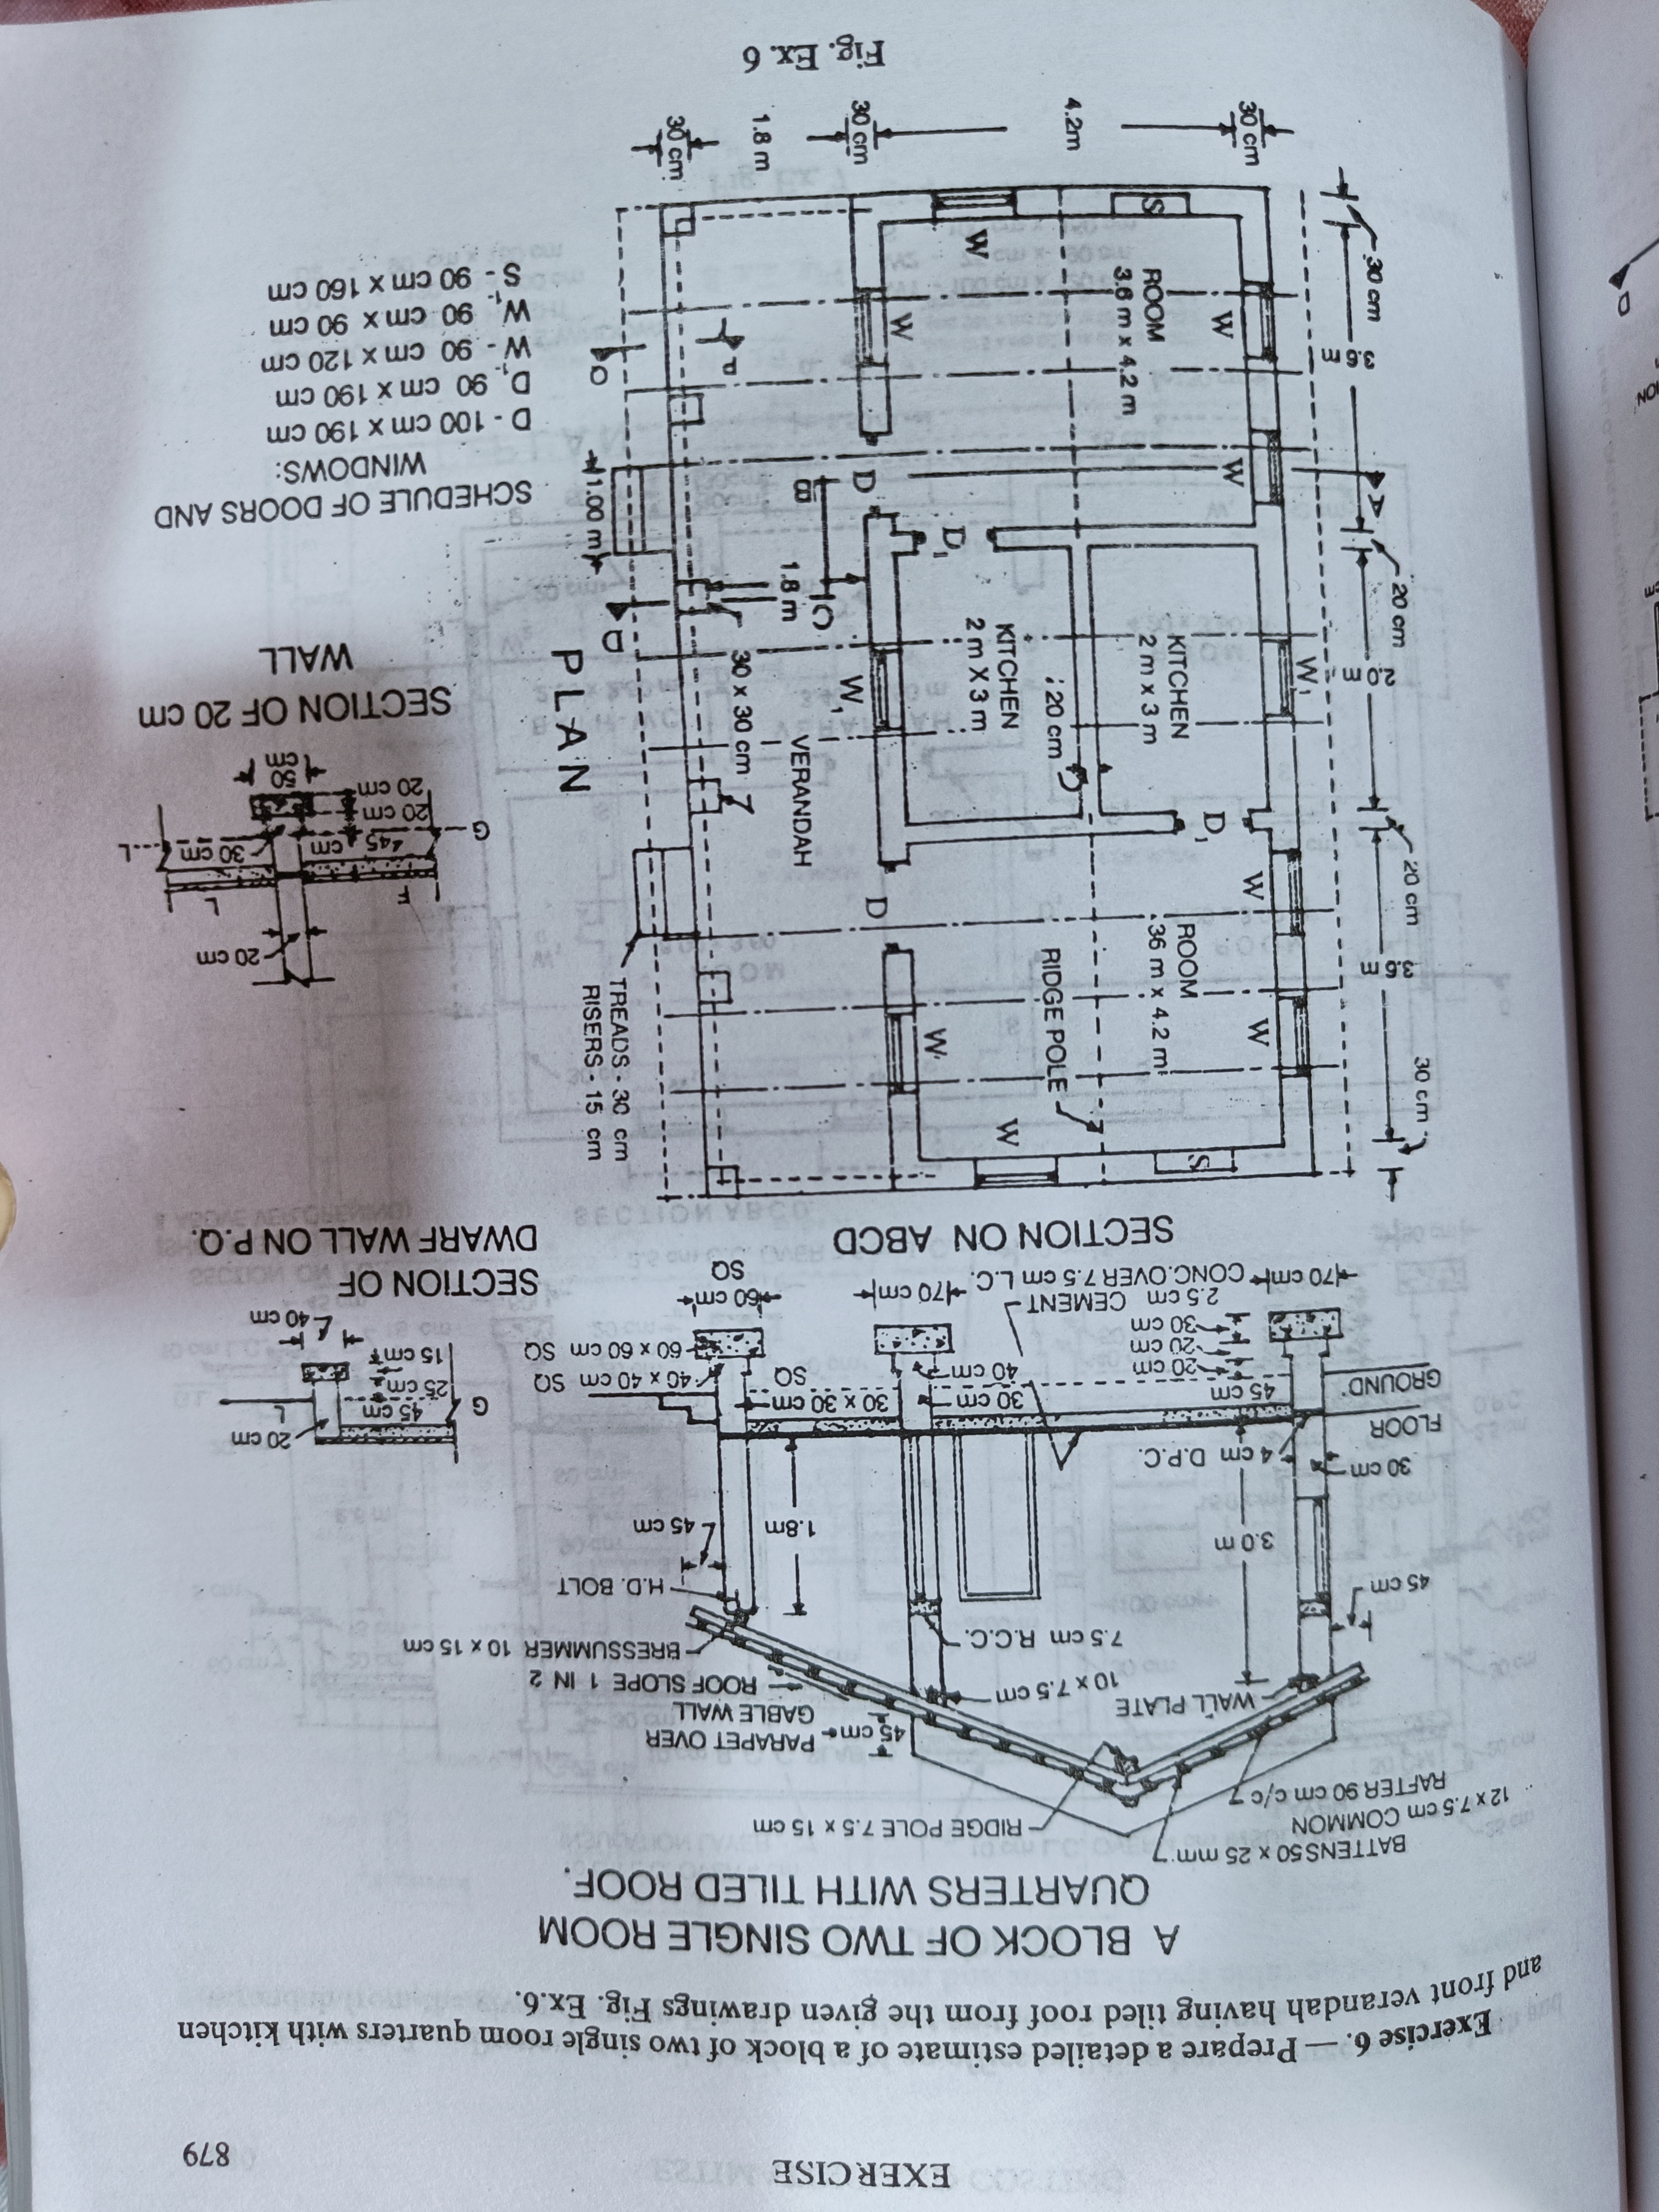 EXERCISE
879
Exercise 6. — Prepare a detailed estimate of a block of two single room quarters with kitchen
and front verandah having tiled roof from the given drawings Fig. Ex.6.
A BLOCK OF TWO SINGLE ROOM
QUARTERS WITH TILED ROOF.
BATTENS 50 x 25 mm
12 x 7.5 cm COMMON
RAFTER 90 cm c/c
RIDGE POLE 7.5 x 15 cm
45 cm
PARAPET OVER
GABLE WALL
ROOF SLOPE 1 IN 2
BRESSUMMER 10 x 15 cm
H.D. BOLT
45 cm
WALL PLATE
10 x 7.5 cm
7.5 cm R.C.C.
45 cm
3.0 m
1.8m
30 cm
4 cm D.P.C.
FLOOR
GROUND
45 cm
20 cm
20 cm
30 cm
30 cm
40 cm
30 x 30 cm
SQ
40 x 40 cm SQ
60 x 60 cm SQ
70 cm
2.5 cm CEMENT
CONC. OVER 7.5 cm L.C.
70 cm
60 cm
SQ
SECTION ON ABCD
20 cm
G
L
45 cm
25 cm
15 cm
40 cm
SECTION OF
DWARF WALL ON P.Q.
20 cm
F
L
G
L
45 cm
30 cm
20 cm
20 cm
50
cm
SECTION OF 20 cm
WALL
SCHEDULE OF DOORS AND
WINDOWS:
D - 100 cm x 190 cm
D₁- 90 cm x 190 cm
W - 90 cm x 120 cm
W₁- 90 cm x 90 cm
S - 90 cm x 160 cm
30 cm
3.6 m
20 cm
2.0 m
20 cm
3.6 m
30 cm
S
W
W
W
W
ROOM
36 m x 4.2 m
RIDGE POLE
D
D₁
W₁
KITCHEN
2 m x 3 m
20 cm
KITCHEN
2 m X 3 m
W₁
VERANDAH
30 x 30 cm
1.8 m
D₁
D
W
W
W
W
ROOM
3.6 m x 4.2 m
S
A
B
C
D
P
Q
TREADS - 30 cm
RISERS - 15 cm
1.00 m
PLAN
30 cm
4.2m
30 cm
1.8 m
30 cm
Fig. Ex. 6